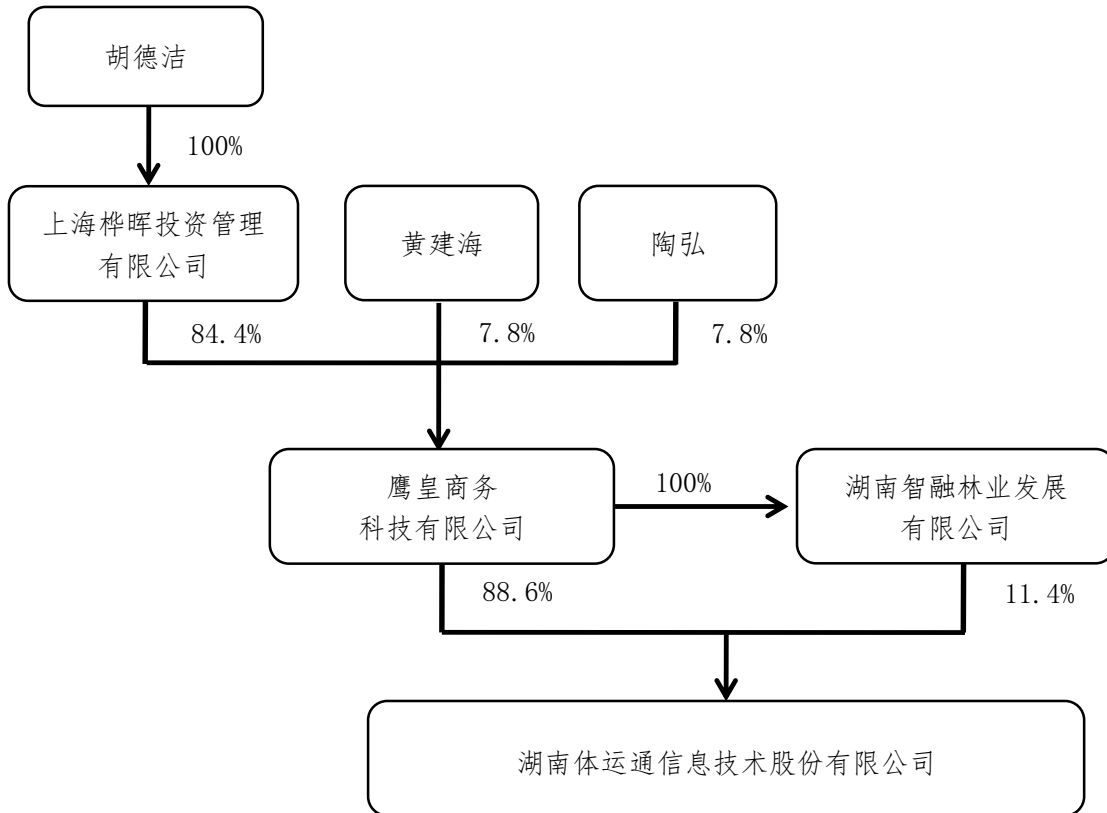 胡德洁
100%
上海桦晖投资管理
有限公司
黄建海
陶弘
84.4%
7.8%
7.8%
鹰皇商务
科技有限公司
100%
湖南智融林业发展
有限公司
88.6%
11.4%
湖南体运通信息技术股份有限公司